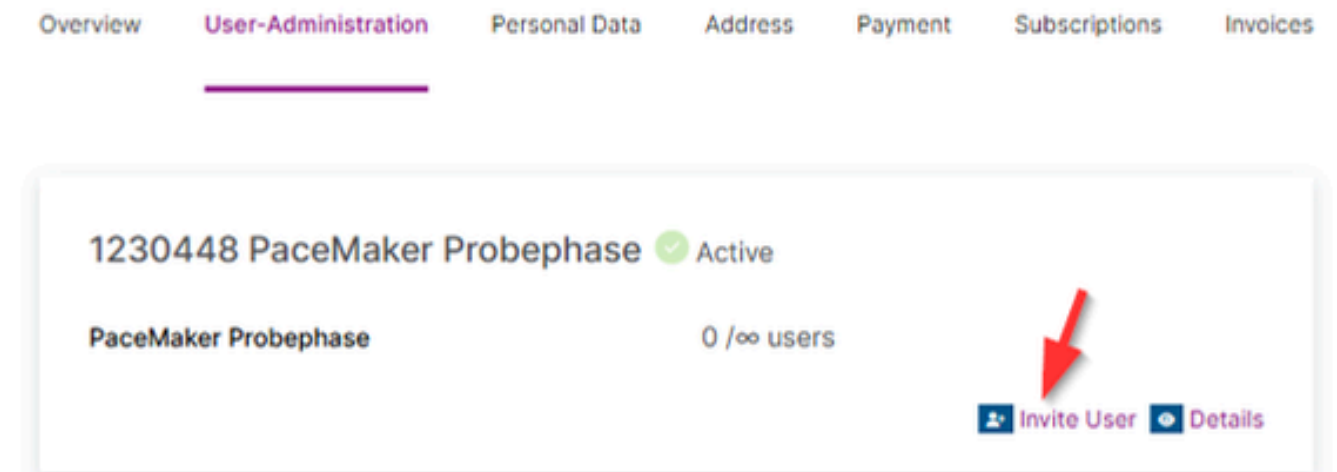 Overview User-Administration Personal Data Address Payment Subscriptions Invoices
1230448 PaceMaker Probephase Active
PaceMaker Probephase 0 /∞ users
Invite User Details